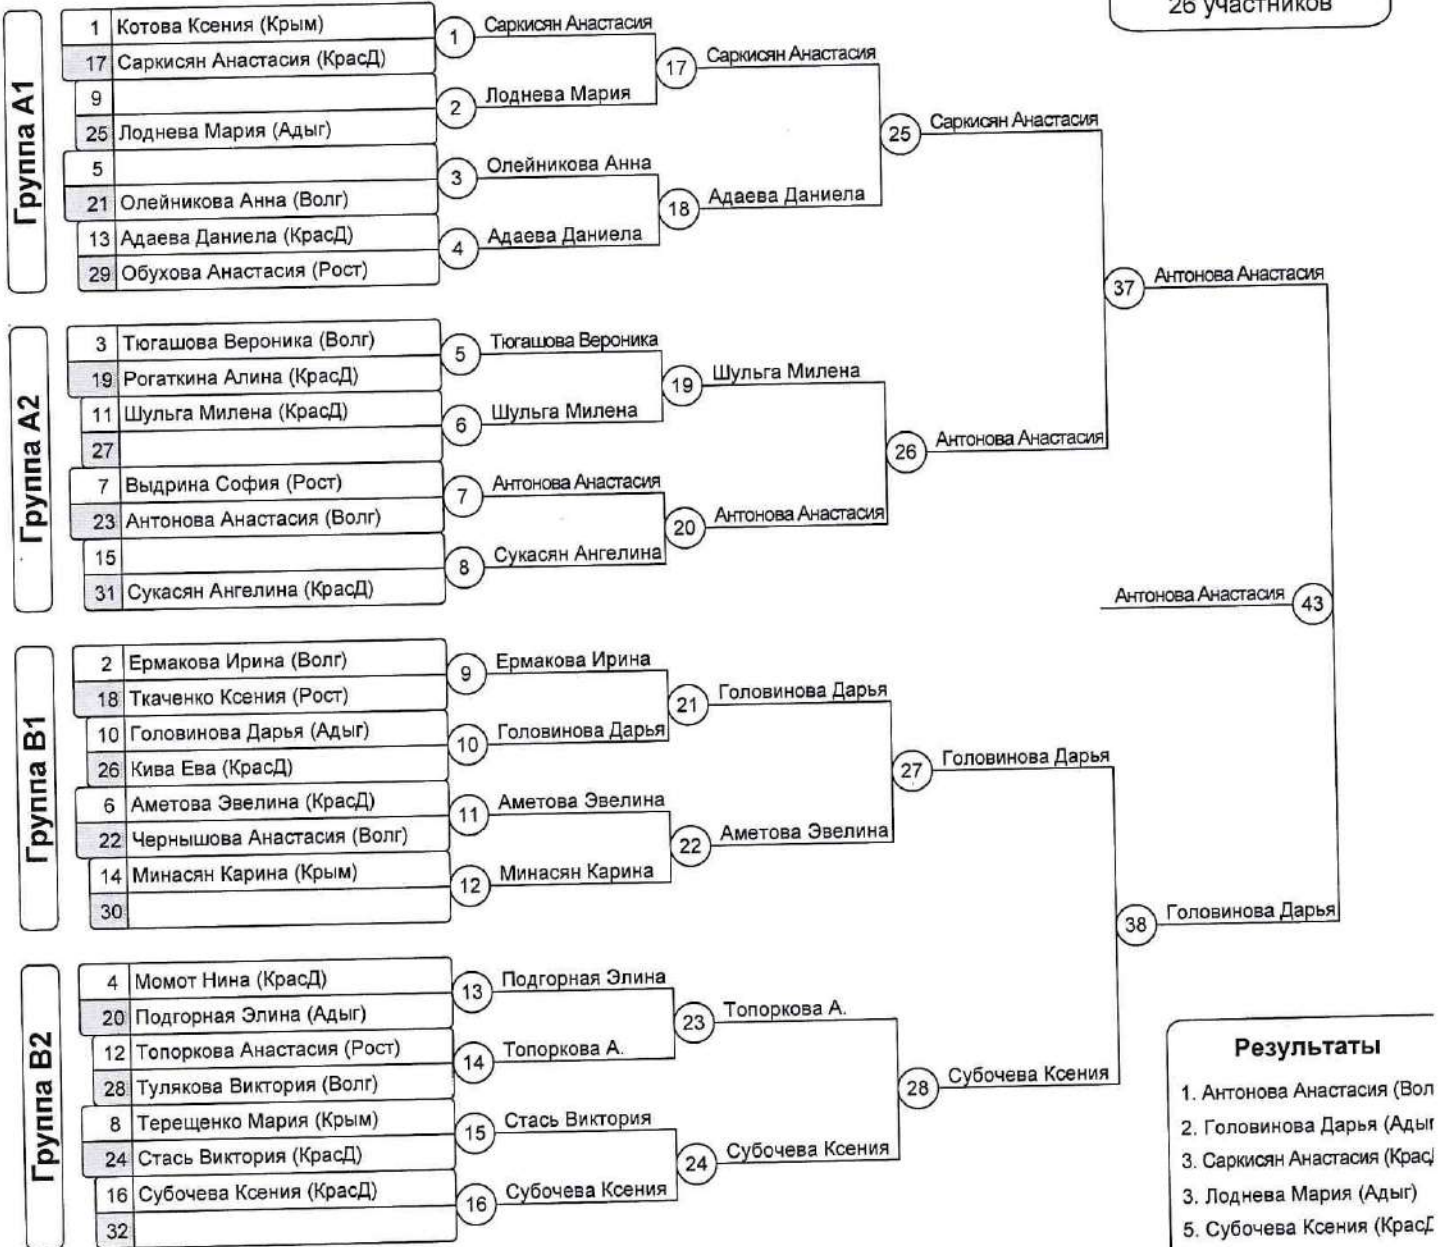 26 участников
Группа А1
1 Котова Ксения (Крым)
17 Саркисян Анастасия (КрасД)
9
25 Лоднева Мария (Адыг)
5
21 Олейникова Анна (Волг)
13 Адаева Даниела (КрасД)
29 Обухова Анастасия (Рост)
1 Саркисян Анастасия
2 Лоднева Мария
3 Олейникова Анна
4 Адаева Даниела
17 Саркисян Анастасия
18 Адаева Даниела
25 Саркисян Анастасия
Группа А2
3 Тюгашова Вероника (Волг)
19 Рогаткина Алина (КрасД)
11 Шульга Милена (КрасД)
27
7 Выдрина София (Рост)
23 Антонова Анастасия (Волг)
15
31 Сукасян Ангелина (КрасД)
5 Тюгашова Вероника
6 Шульга Милена
7 Антонова Анастасия
8 Сукасян Ангелина
19 Шульга Милена
20 Антонова Анастасия
26 Антонова Анастасия
37 Антонова Анастасия
Антонова Анастасия 43
Группа В1
2 Ермакова Ирина (Волг)
18 Ткаченко Ксения (Рост)
10 Головинова Дарья (Адыг)
26 Кива Ева (КрасД)
6 Аметова Эвелина (КрасД)
22 Чернышова Анастасия (Волг)
14 Минасян Карина (Крым)
30
9 Ермакова Ирина
10 Головинова Дарья
11 Аметова Эвелина
12 Минасян Карина
21 Головинова Дарья
22 Аметова Эвелина
27 Головинова Дарья
Группа В2
4 Момот Нина (КрасД)
20 Подгорная Элина (Адыг)
12 Топоркова Анастасия (Рост)
28 Тулякова Виктория (Волг)
8 Терещенко Мария (Крым)
24 Стась Виктория (КрасД)
16 Субочева Ксения (КрасД)
32
13 Подгорная Элина
14 Топоркова А.
15 Стась Виктория
16 Субочева Ксения
23 Топоркова А.
24 Субочева Ксения
28 Субочева Ксения
38 Головинова Дарья
Результаты
1. Антонова Анастасия (Вол
2. Головинова Дарья (Адыг
3. Саркисян Анастасия (Крас
3. Лоднева Мария (Адыг)
5. Субочева Ксения (Крас